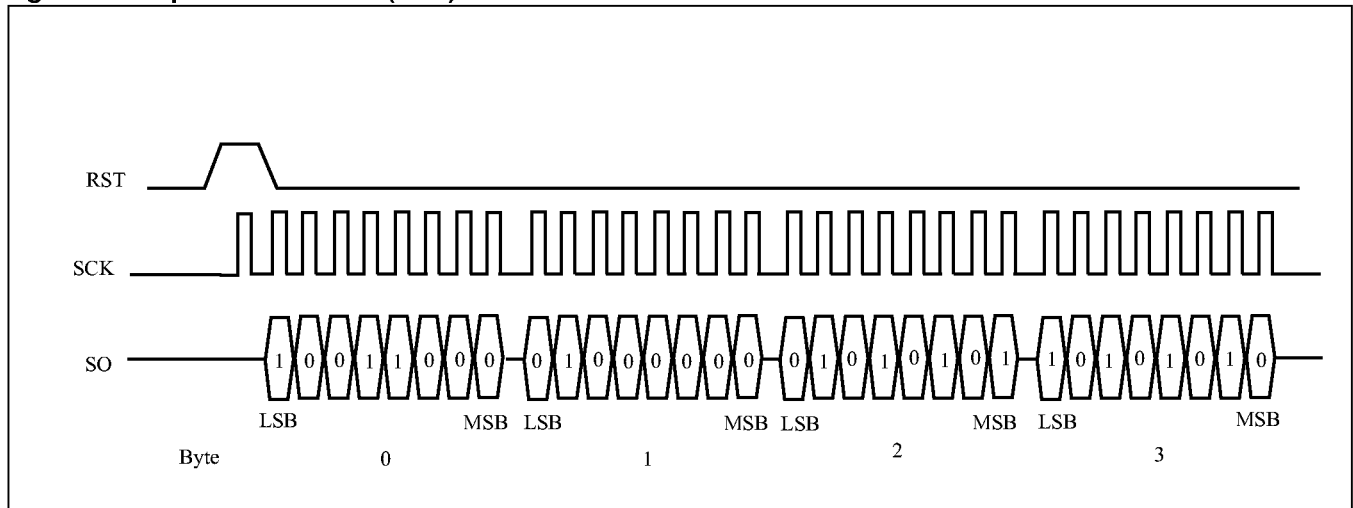 RST
SCK
SO 1 0 0 1 1 0 0 0 0 1 0 0 0 0 0 0 0 1 0 1 0 1 0 1 1 0 1 0 1 0 1 0
LSB MSB LSB MSB LSB MSB LSB MSB
Byte 0 1 2 3